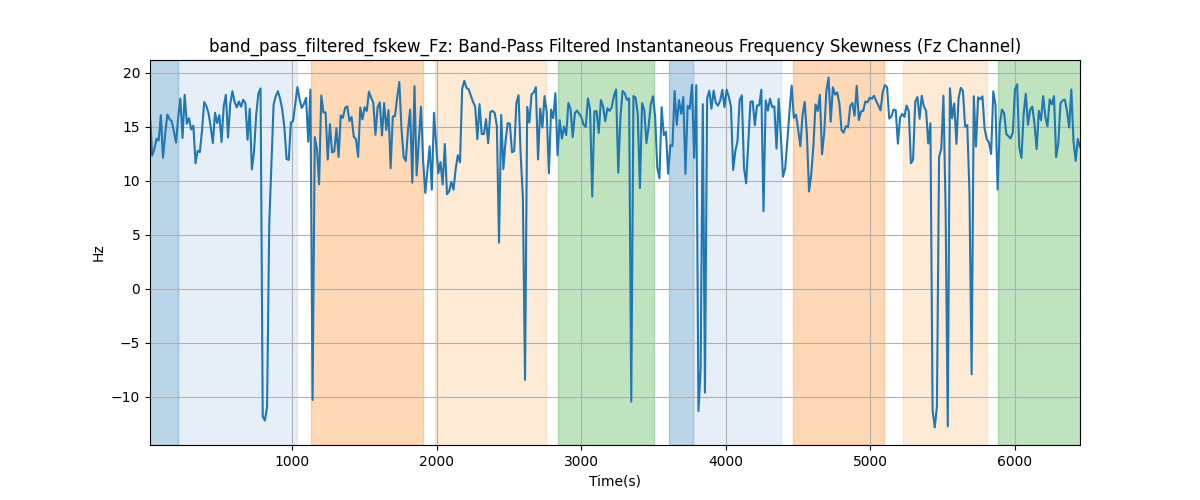 band_pass_filtered_fskew_Fz: Band-Pass Filtered Instantaneous Frequency Skewness (Fz Channel)
20
15
10
5
0
−5
−10
Hz
1000 2000 3000 4000 5000 6000
Time(s)